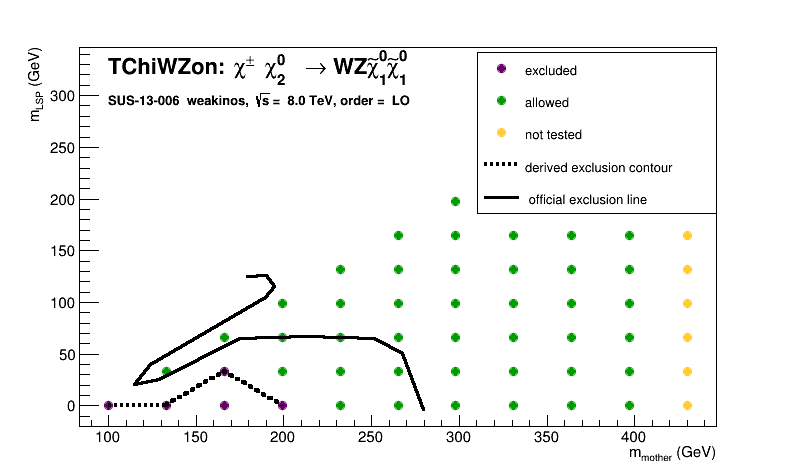 TChiWZon: χ± χ⁰₂ → WZχ̃⁰₁χ̃⁰₁
SUS-13-006 weakinos, √s = 8.0 TeV, order = LO
excluded
allowed
not tested
derived exclusion contour
official exclusion line
m_LSP (GeV)
300
250
200
150
100
50
0
100
150
200
250
300
350
400
m_mother (GeV)